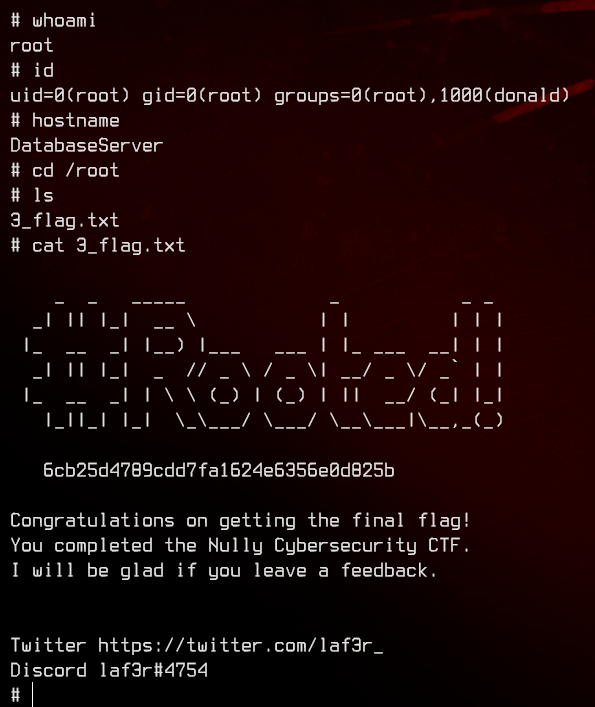 # whoami
root
# id
uid=0(root) gid=0(root) groups=0(root),1000(donald)
# hostname
DatabaseServer
# cd /root
# ls
3_flag.txt
# cat 3_flag.txt
#Rooted!
6cb25d4789cdd7fa1624e6356e0d825b
Congratulations on getting the final flag!
You completed the Nully Cybersecurity CTF.
I will be glad if you leave a feedback.
Twitter https://twitter.com/laf3r_
Discord laf3r#4754
#